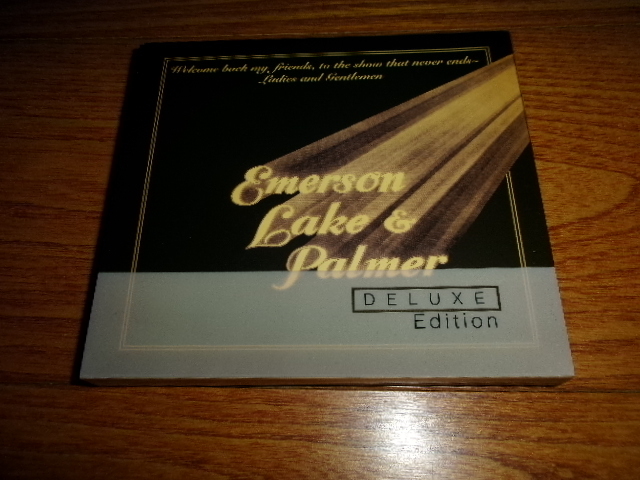 Welcome back my friends, to the show that never ends~
~Ladies and Gentlemen
Emerson
Lake &
Palmer
DELUXE
Edition